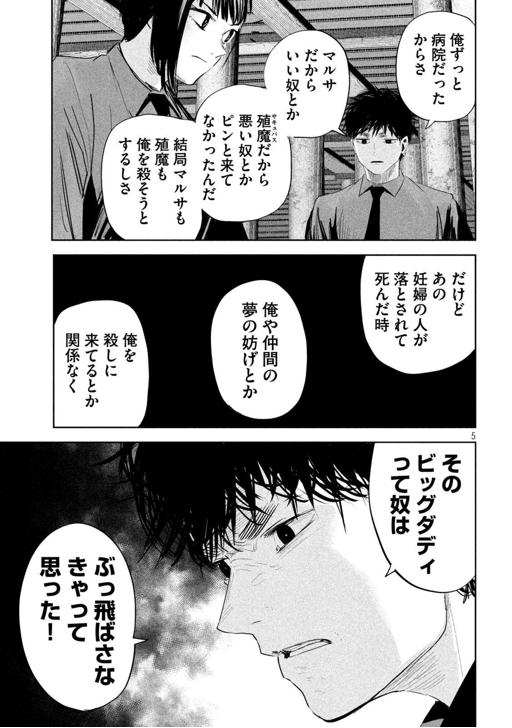 俺ずっと
病院だった
からさ
マルサ
だから
いい奴とか
殖魔だから
サキュバス
悪い奴とか
ピンと来て
なかったんだ
結局マルサも
殖魔も
俺を殺そうと
するしさ
だけど
あの
妊婦の人が
落とされて
死んだ時
俺や仲間の
夢の妨げとか
俺を
殺しに
来てるとか
関係なく
5
その
ビッグダディ
って奴は
ぶっ飛ばさな
きゃって
思った！